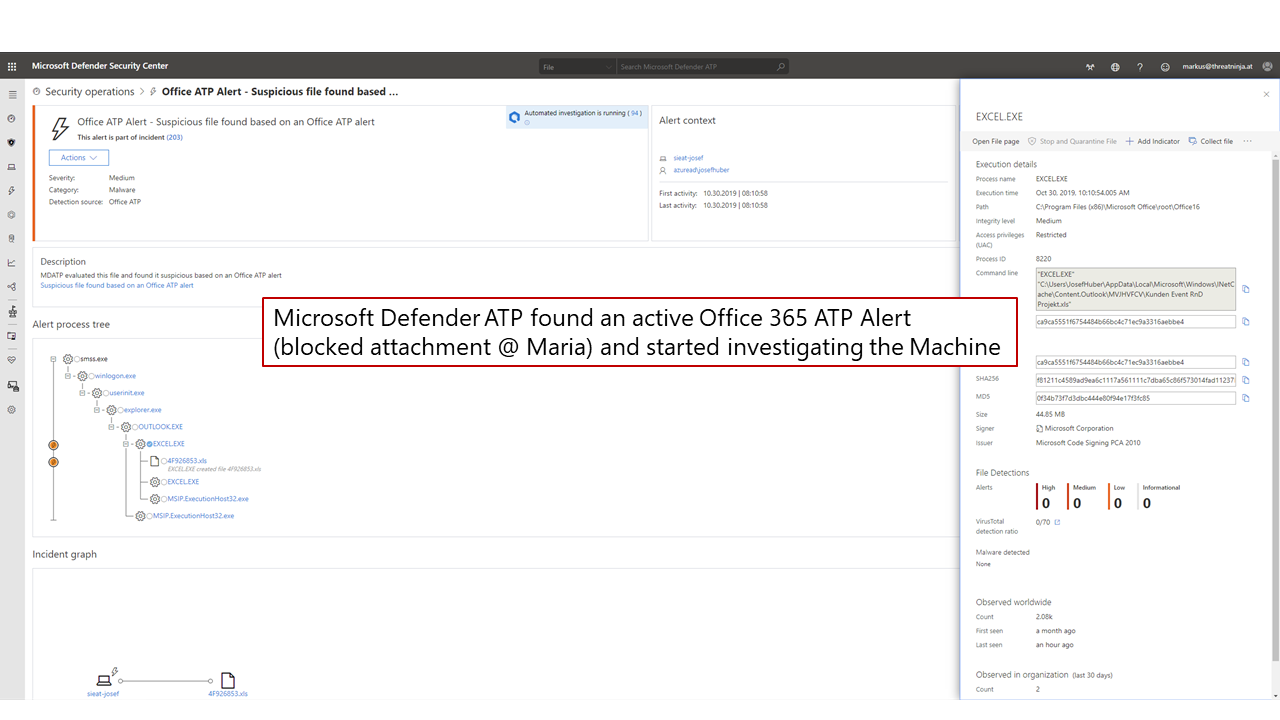 Microsoft Defender Security Center
File
Search Microsoft Defender ATP
markus@threatninja.at
Security operations > Office ATP Alert - Suspicious file found based ...
Office ATP Alert - Suspicious file found based on an Office ATP alert
This alert is part of incident (203)
Automated investigation is running ( 94 )
Actions
Severity: Medium
Category: Malware
Detection source: Office ATP
Alert context
sieat-josef
azuread\josefhuber
First activity: 10.30.2019 | 08:10:58
Last activity: 10.30.2019 | 08:10:58
Description
MDATP evaluated this file and found it suspicious based on an Office ATP alert
Suspicious file found based on an Office ATP alert
Microsoft Defender ATP found an active Office 365 ATP Alert
(blocked attachment @ Maria) and started investigating the Machine
Alert process tree
smss.exe
winlogon.exe
userinit.exe
explorer.exe
OUTLOOK.EXE
EXCEL.EXE
4F926853.xls
EXCEL.EXE created file 4F926853.xls
EXCEL.EXE
MSIP.ExecutionHost32.exe
MSIP.ExecutionHost32.exe
Incident graph
sieat-josef
4F926853.xls
EXCEL.EXE
Open File page
Stop and Quarantine File
Add Indicator
Collect file
...
Execution details
Process name EXCEL.EXE
Execution time Oct 30, 2019, 10:10:54.005 AM
Path C:\Program Files (x86)\Microsoft Office\root\Office16
Integrity level Medium
Access privileges Restricted
(UAC)
Process ID 8220
Command line "EXCEL.EXE"
"C:\Users\JosefHuber\AppData\Local\Microsoft\Windows\INetC
ache\Content.Outlook\MVJHVFCV\Kunden Event RnD
Projekt.xls"
ca9ca5551f6754484b66bc4c71ec9a3316aebbe4
ca9ca5551f6754484b66bc4c71ec9a3316aebbe4
SHA256 f81211c4589ad9ea6c1117a561111c7dba65c86f573014fad11237
MD5 0f34b73f7d3dbc444e80f94e17f3fc85
Size 44.85 MB
Signer Microsoft Corporation
Issuer Microsoft Code Signing PCA 2010
File Detections
Alerts High Medium Low Informational
0 0 0 0
VirusTotal 0/70
detection ratio
Malware detected
None
Observed worldwide
Count 2.08k
First seen a month ago
Last seen an hour ago
Observed in organization (last 30 days)
Count 2